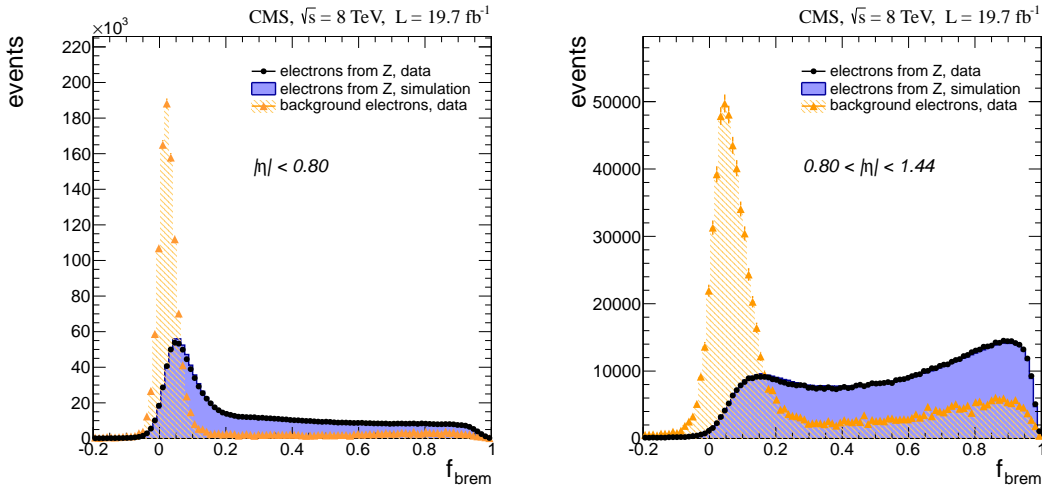 CMS, √s = 8 TeV, L = 19.7 fb⁻¹
×10³
events
220
200
180
160
140
120
100
80
60
40
20
0
electrons from Z, data
electrons from Z, simulation
background electrons, data
|η| < 0.80
-0.2 0 0.2 0.4 0.6 0.8 1
f_brem
CMS, √s = 8 TeV, L = 19.7 fb⁻¹
events
50000
40000
30000
20000
10000
0
electrons from Z, data
electrons from Z, simulation
background electrons, data
0.80 < |η| < 1.44
-0.2 0 0.2 0.4 0.6 0.8 1
f_brem